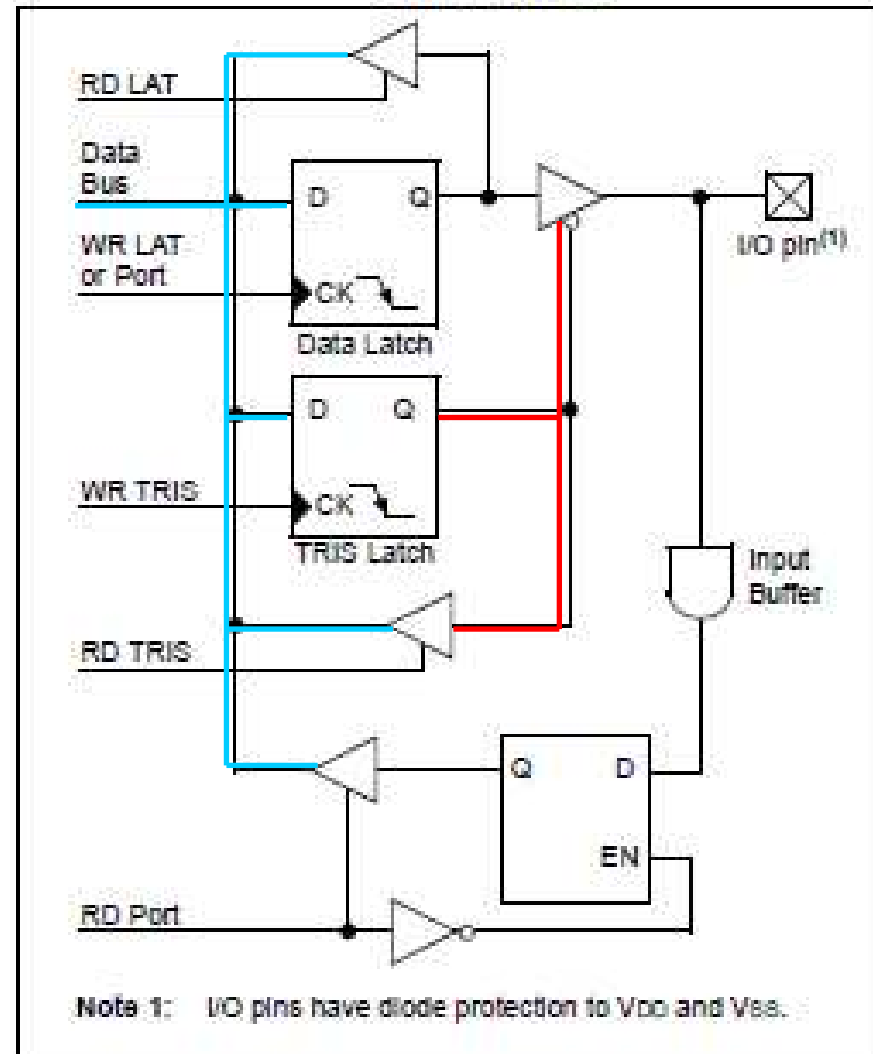 RD LAT
Data
Bus
D Q
WR LAT
or Port
CK
Data Latch
I/O pin(1)
D Q
WR TRIS
CK
TRIS Latch
Input
Buffer
RD TRIS
Q D
EN
RD Port
Note 1: I/O pins have diode protection to VDD and VSS.